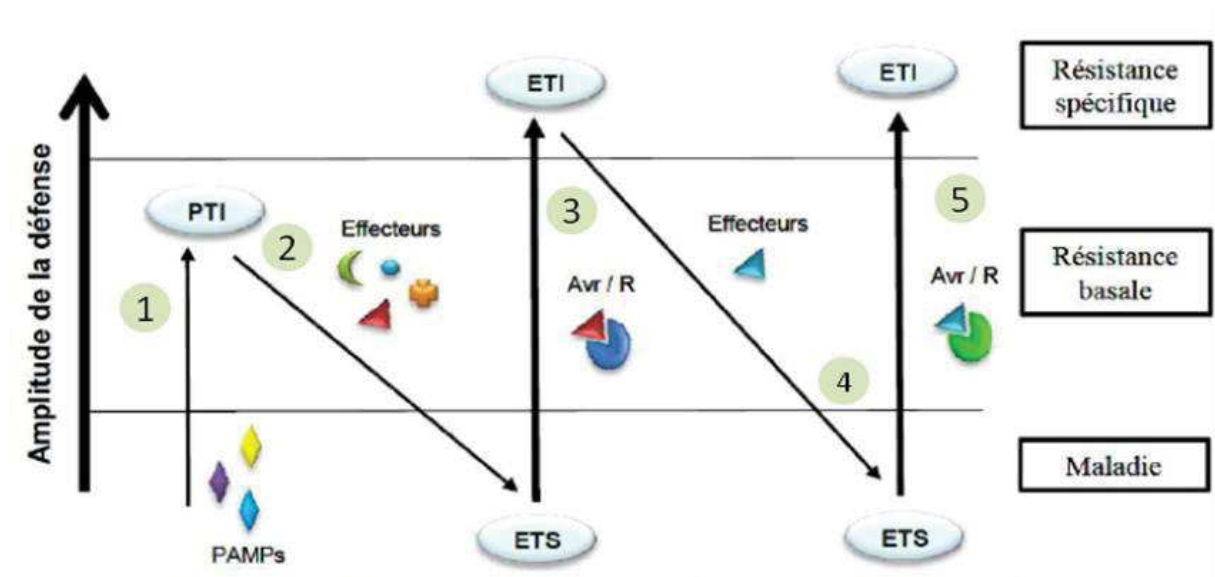 Amplitude de la défense
PTI
1
PAMPs
2
Effecteurs
ETS
3
ETI
Avr / R
Effecteurs
4
ETS
5
ETI
Avr / R
Résistance
spécifique
Résistance
basale
Maladie